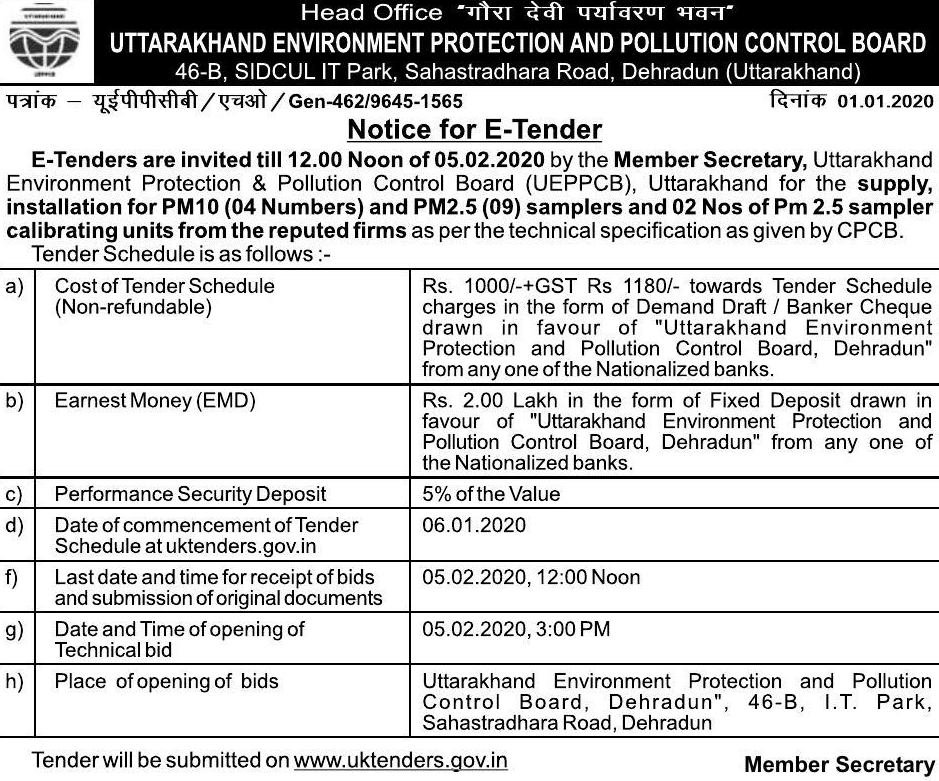 Head Office "गौरा देवी पर्यावरण भवन"
UTTARAKHAND ENVIRONMENT PROTECTION AND POLLUTION CONTROL BOARD
46-B, SIDCUL IT Park, Sahastradhara Road, Dehradun (Uttarakhand)
UTTARAKHAND
UEPPCB
पत्रांक – यूईपीपीसीबी/एचओ/Gen-462/9645-1565 दिनांक 01.01.2020
Notice for E-Tender
E-Tenders are invited till 12.00 Noon of 05.02.2020 by the Member Secretary, Uttarakhand
Environment Protection & Pollution Control Board (UEPPCB), Uttarakhand for the supply,
installation for PM10 (04 Numbers) and PM2.5 (09) samplers and 02 Nos of Pm 2.5 sampler
calibrating units from the reputed firms as per the technical specification as given by CPCB.
Tender Schedule is as follows :-
a) Cost of Tender Schedule
(Non-refundable)
Rs. 1000/-+GST Rs 1180/- towards Tender Schedule
charges in the form of Demand Draft / Banker Cheque
drawn in favour of "Uttarakhand Environment
Protection and Pollution Control Board, Dehradun"
from any one of the Nationalized banks.
b) Earnest Money (EMD)
Rs. 2.00 Lakh in the form of Fixed Deposit drawn in
favour of "Uttarakhand Environment Protection and
Pollution Control Board, Dehradun" from any one of
the Nationalized banks.
c) Performance Security Deposit
5% of the Value
d) Date of commencement of Tender
Schedule at uktenders.gov.in
06.01.2020
f) Last date and time for receipt of bids
and submission of original documents
05.02.2020, 12:00 Noon
g) Date and Time of opening of
Technical bid
05.02.2020, 3:00 PM
h) Place of opening of bids
Uttarakhand Environment Protection and Pollution
Control Board, Dehradun", 46-B, I.T. Park,
Sahastradhara Road, Dehradun
Tender will be submitted on www.uktenders.gov.in
Member Secretary